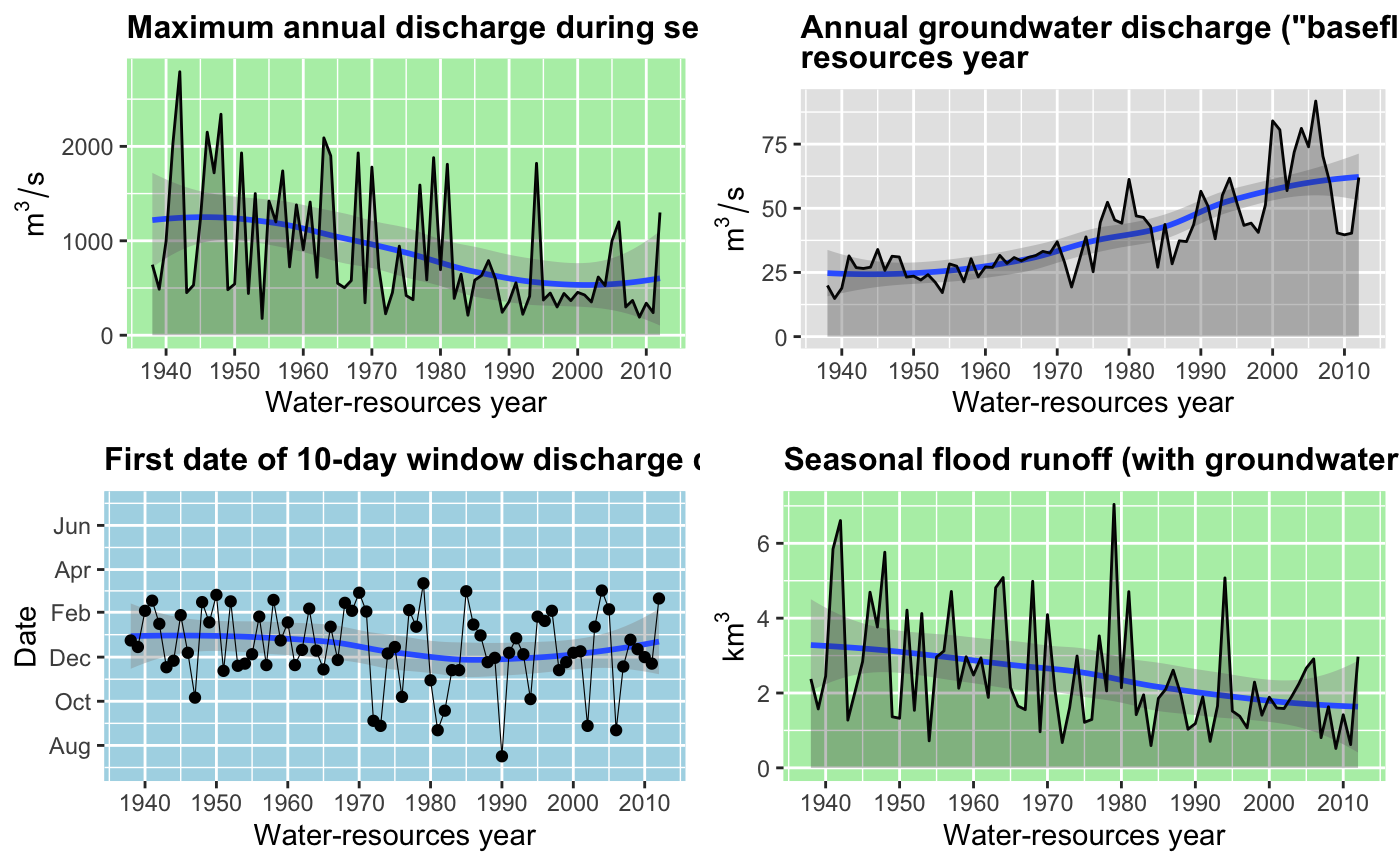 Maximum annual discharge during se
m3/s
2000
1000
0
1940 1950 1960 1970 1980 1990 2000 2010
Water-resources year
Annual groundwater discharge ("basefl
resources year
m3/s
75
50
25
0
1940 1950 1960 1970 1980 1990 2000 2010
Water-resources year
First date of 10-day window discharge
Date
Jun
Apr
Feb
Dec
Oct
Aug
1940 1950 1960 1970 1980 1990 2000 2010
Water-resources year
Seasonal flood runoff (with groundwater
km3
6
4
2
0
1940 1950 1960 1970 1980 1990 2000 2010
Water-resources year